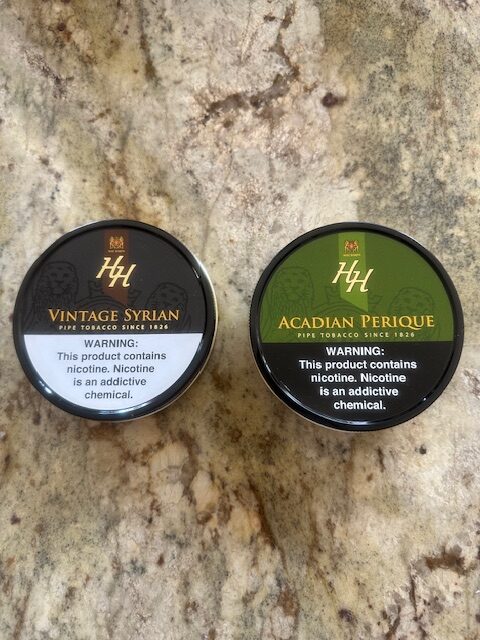 HH
VINTAGE SYRIAN
PIPE TOBACCO SINCE 1826
WARNING:
This product contains
nicotine. Nicotine
is an addictive
chemical.
HH
ACADIAN PERIQUE
PIPE TOBACCO SINCE 1826
WARNING:
This product contains
nicotine. Nicotine
is an addictive
chemical.